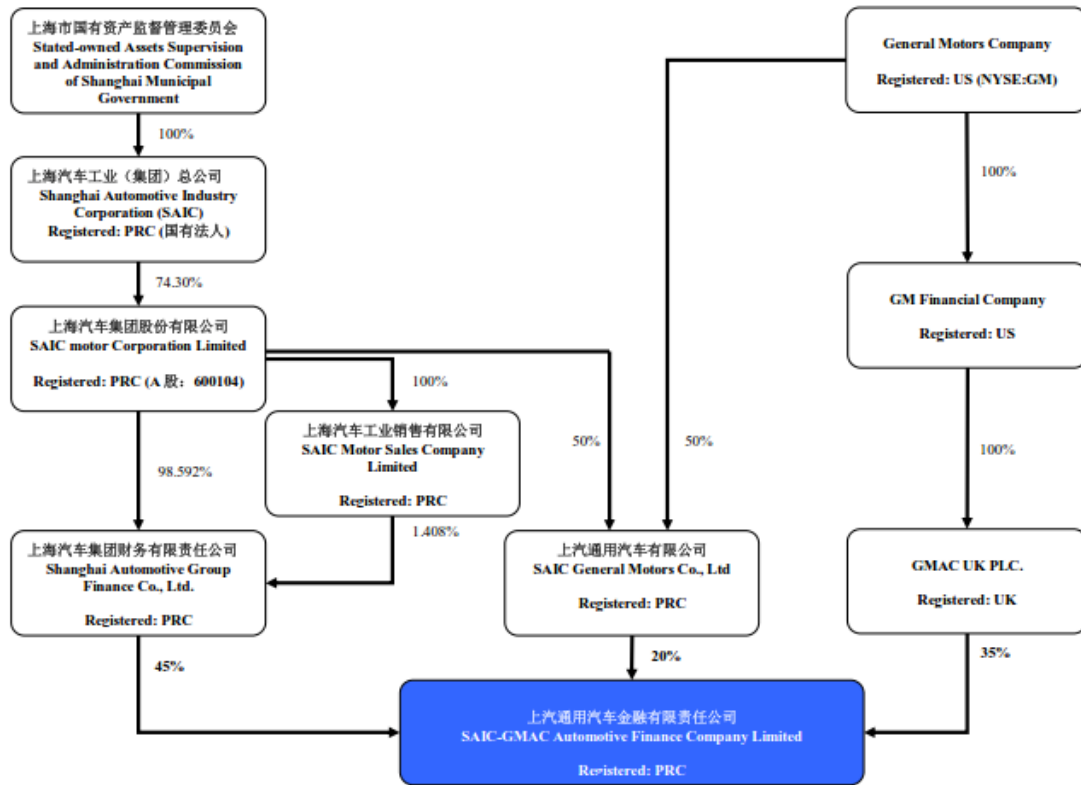 上海市国有资产监督管理委员会
Stated-owned Assets Supervision
and Administration Commission
of Shanghai Municipal
Government
General Motors Company
Registered: US (NYSE:GM)
100%
上海汽车工业（集团）总公司
Shanghai Automotive Industry
Corporation (SAIC)
Registered: PRC (国有法人)
100%
74.30%
上海汽车集团股份有限公司
SAIC motor Corporation Limited
Registered: PRC (A 股：600104)
GM Financial Company
Registered: US
100%
上海汽车工业销售有限公司
SAIC Motor Sales Company
Limited
Registered: PRC
98.592%
50%
50%
100%
1.408%
上海汽车集团财务有限责任公司
Shanghai Automotive Group
Finance Co., Ltd.
Registered: PRC
上汽通用汽车有限公司
SAIC General Motors Co., Ltd
Registered: PRC
GMAC UK PLC.
Registered: UK
45%
20%
35%
上汽通用汽车金融有限责任公司
SAIC-GMAC Automotive Finance Company Limited
Registered: PRC